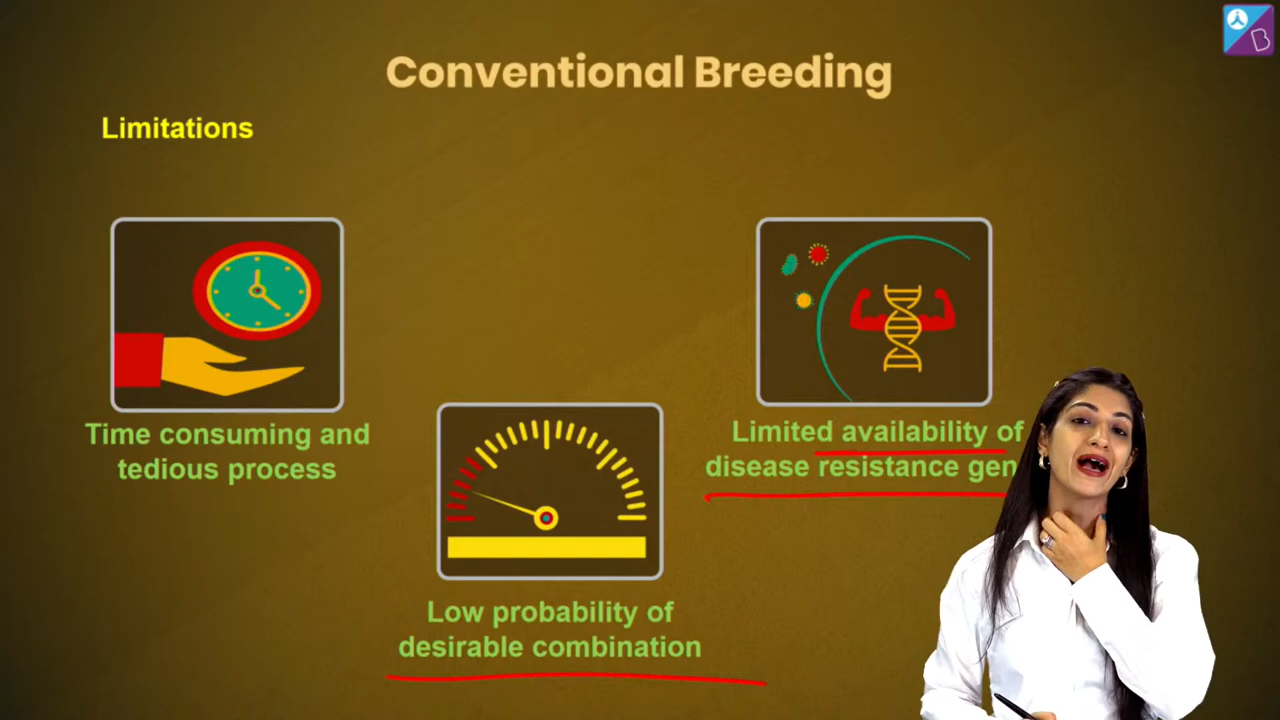 Conventional Breeding
Limitations
Time consuming and
tedious process
Low probability of
desirable combination
Limited availability of
disease resistance gen
B